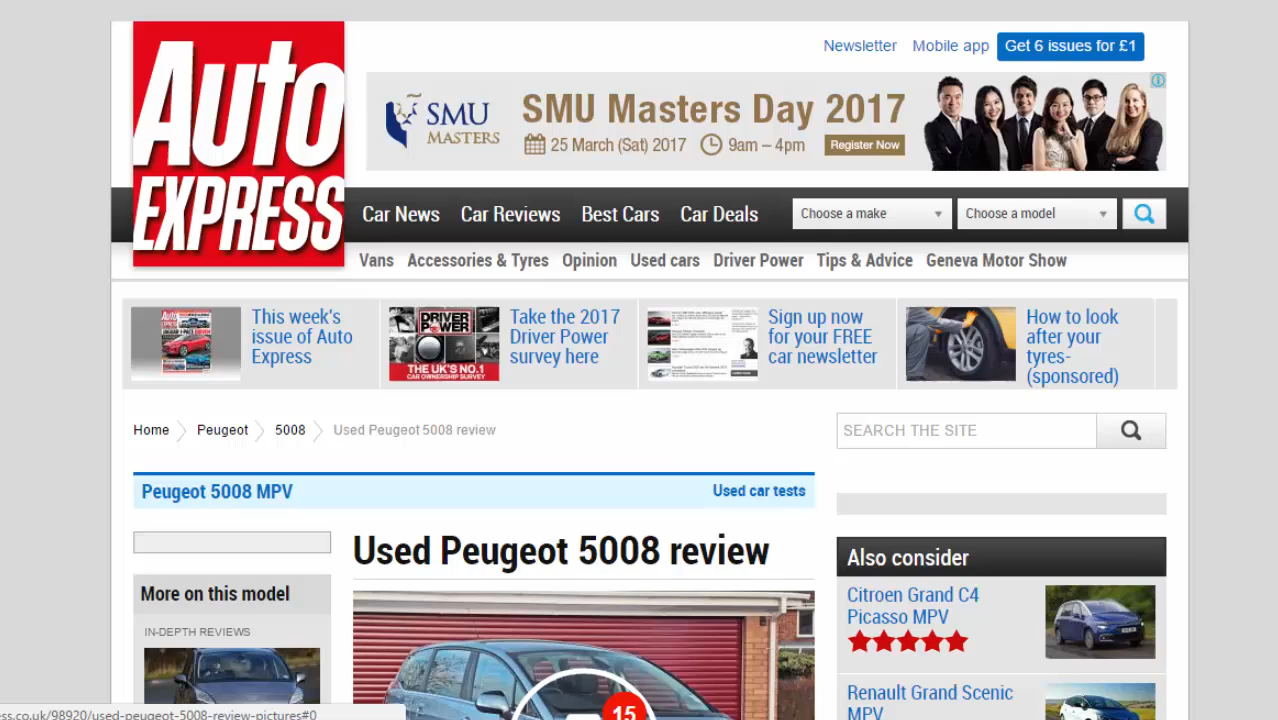 Newsletter Mobile app Get 6 issues for £1
Auto
EXPRESS
SMU
MASTERS
SMU Masters Day 2017
25 March (Sat) 2017 9am – 4pm Register Now
Car News Car Reviews Best Cars Car Deals Choose a make Choose a model
Vans Accessories & Tyres Opinion Used cars Driver Power Tips & Advice Geneva Motor Show
DRIVER
POWER
THE UK'S NO.1
CAR OWNERSHIP SURVEY
This week's
issue of Auto
Express
Take the 2017
Driver Power
survey here
Sign up now
for your FREE
car newsletter
How to look
after your
tyres-
(sponsored)
Home Peugeot 5008 Used Peugeot 5008 review
SEARCH THE SITE
Peugeot 5008 MPV Used car tests
Used Peugeot 5008 review
Also consider
More on this model
Citroen Grand C4
Picasso MPV
IN-DEPTH REVIEWS
Renault Grand Scenic
MPV
15
ess.co.uk/98920/used-peugeot-5008-review-pictures#0